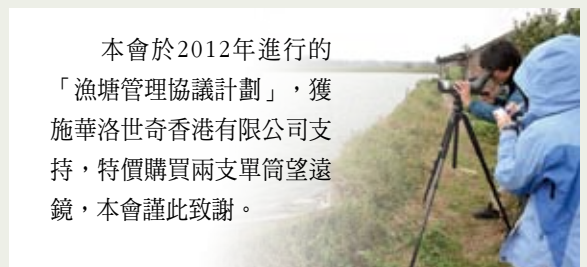 本會於2012年進行的
「漁塘管理協議計劃」，獲
施華洛世奇香港有限公司支
持，特價購買兩支單筒望遠
鏡，本會謹此致謝。